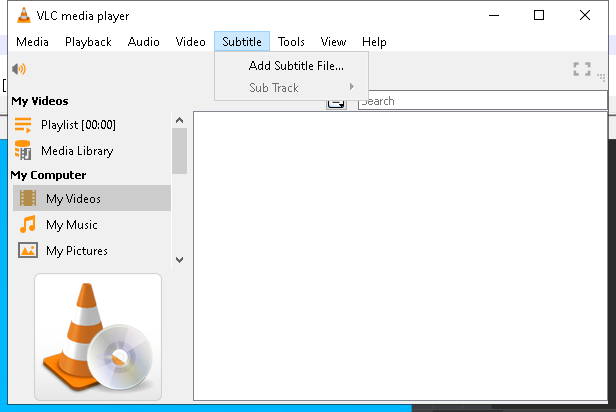 VLC media player
Media Playback Audio Video Subtitle Tools View Help
Add Subtitle File...
Sub Track
My Videos
Search
Playlist [00:00]
Media Library
My Computer
My Videos
My Music
My Pictures